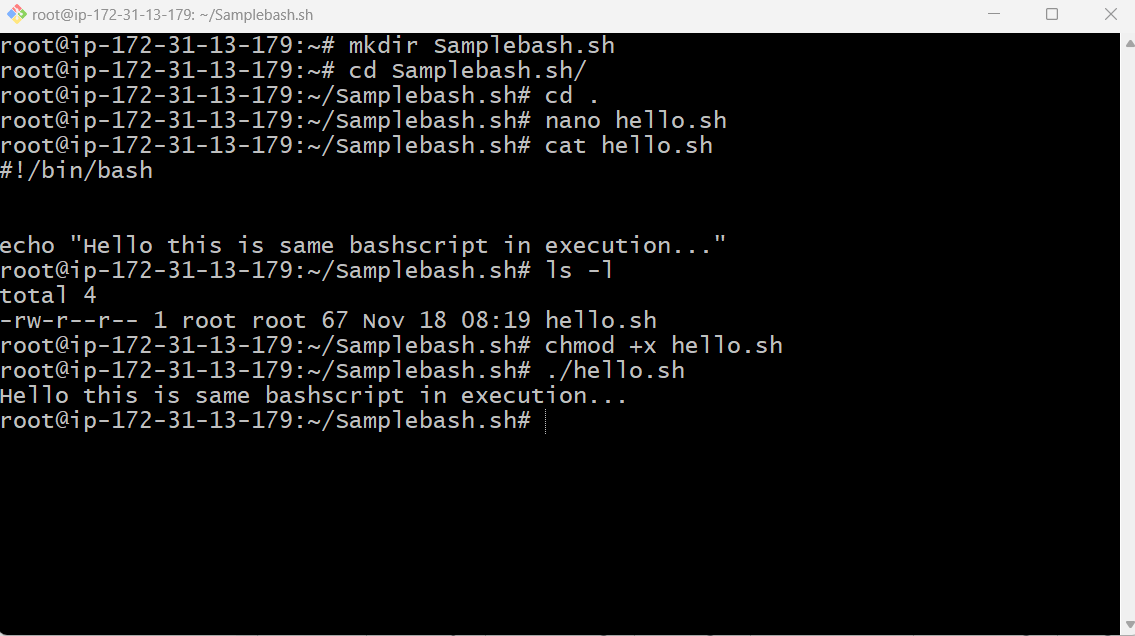 root@ip-172-31-13-179: ~/Samplebash.sh
root@ip-172-31-13-179:~# mkdir Samplebash.sh
root@ip-172-31-13-179:~# cd Samplebash.sh/
root@ip-172-31-13-179:~/Samplebash.sh# cd .
root@ip-172-31-13-179:~/Samplebash.sh# nano hello.sh
root@ip-172-31-13-179:~/Samplebash.sh# cat hello.sh
#!/bin/bash
echo "Hello this is same bashscript in execution..."
root@ip-172-31-13-179:~/Samplebash.sh# ls -l
total 4
-rw-r--r-- 1 root root 67 Nov 18 08:19 hello.sh
root@ip-172-31-13-179:~/Samplebash.sh# chmod +x hello.sh
root@ip-172-31-13-179:~/Samplebash.sh# ./hello.sh
Hello this is same bashscript in execution...
root@ip-172-31-13-179:~/Samplebash.sh#